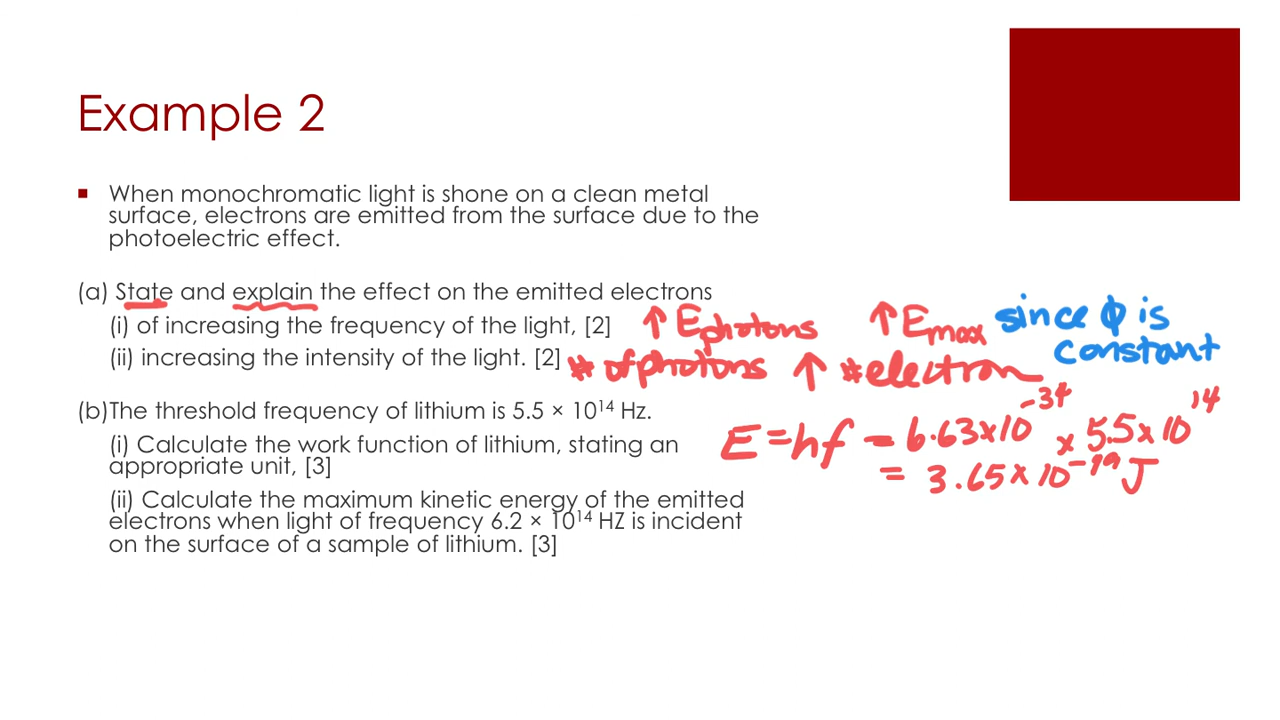 Example 2
▪ When monochromatic light is shone on a clean metal
surface, electrons are emitted from the surface due to the
photoelectric effect.
(a) State and explain the effect on the emitted electrons
(i) of increasing the frequency of the light, [2] ↑ Ephotons ↑ Emax since ϕ is
constant
(ii) increasing the intensity of the light. [2] # of photons ↑ #electron
(b)The threshold frequency of lithium is 5.5 × 10¹⁴ Hz.
E = hf = 6.63×10⁻³⁴ × 5.5×10¹⁴
= 3.65×10⁻¹⁹ J
(i) Calculate the work function of lithium, stating an
appropriate unit, [3]
(ii) Calculate the maximum kinetic energy of the emitted
electrons when light of frequency 6.2 × 10¹⁴ HZ is incident
on the surface of a sample of lithium. [3]